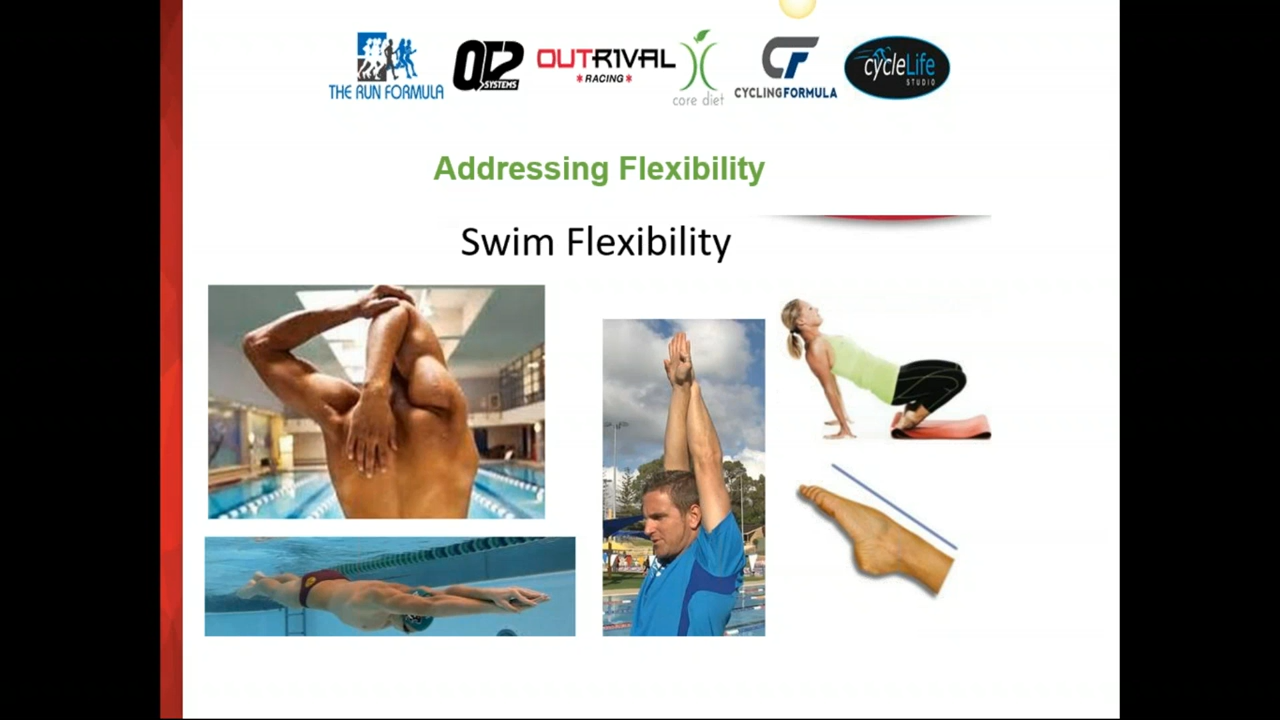 THE RUN FORMULA
QT2
SYSTEMS
OUTRIVAL
RACING
core diet
CYCLINGFORMULA
cycleLife
STUDIO
Addressing Flexibility
Swim Flexibility